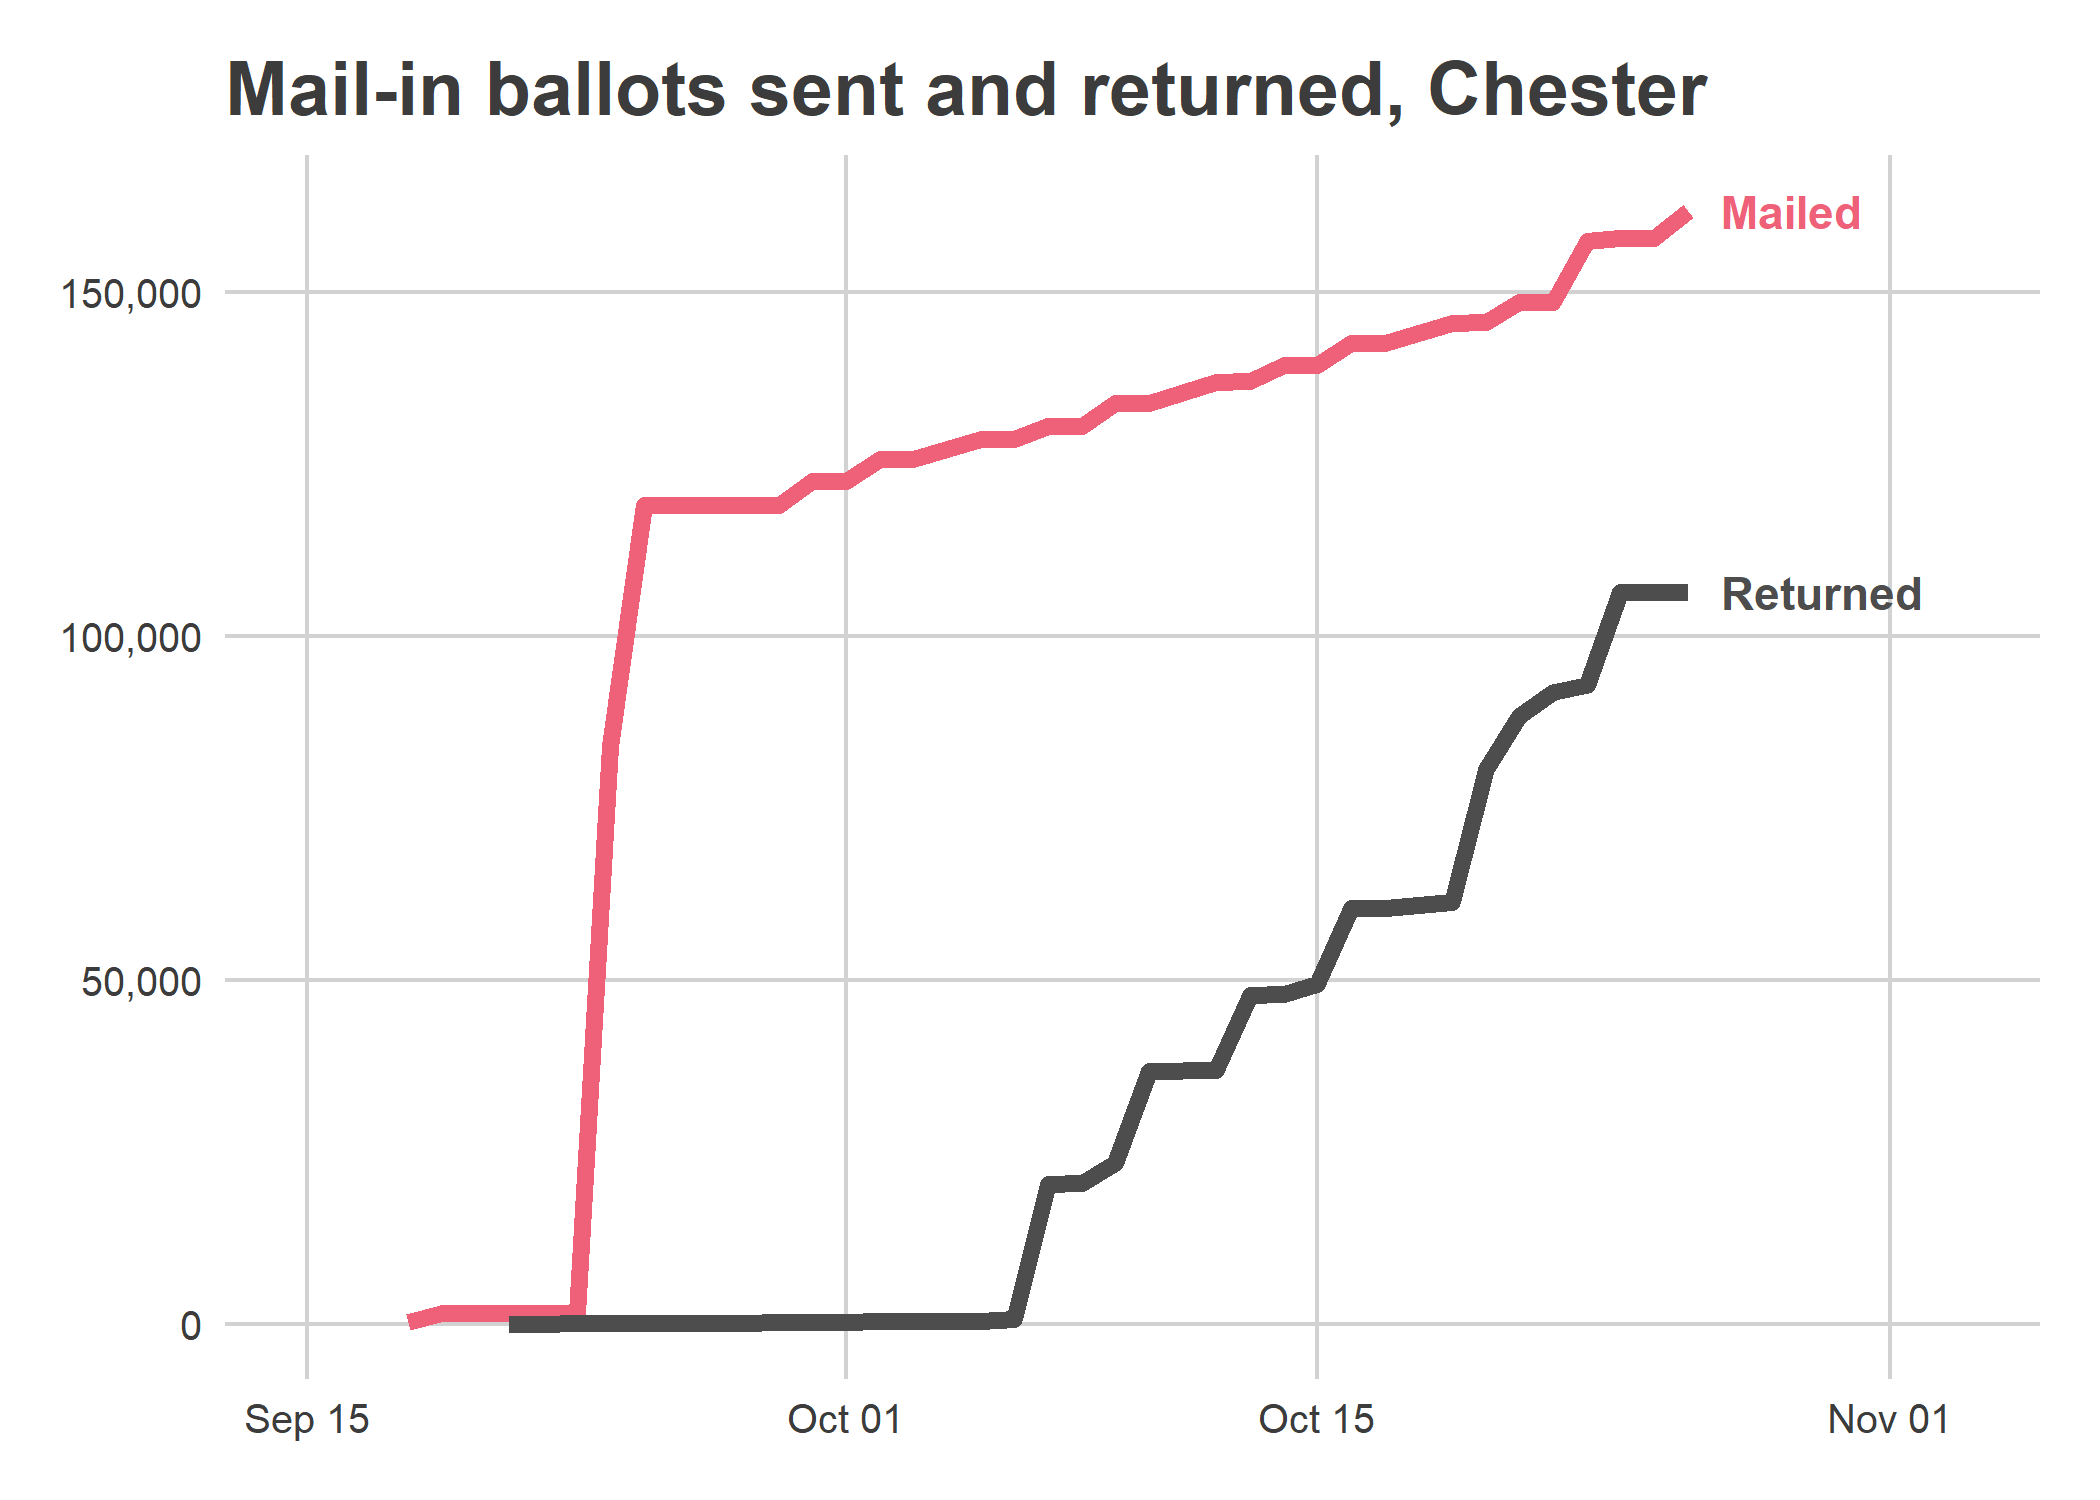 Mail-in ballots sent and returned, Chester
Mailed
150,000
Returned
100,000
50,000
0
Sep 15
Oct 01
Oct 15
Nov 01